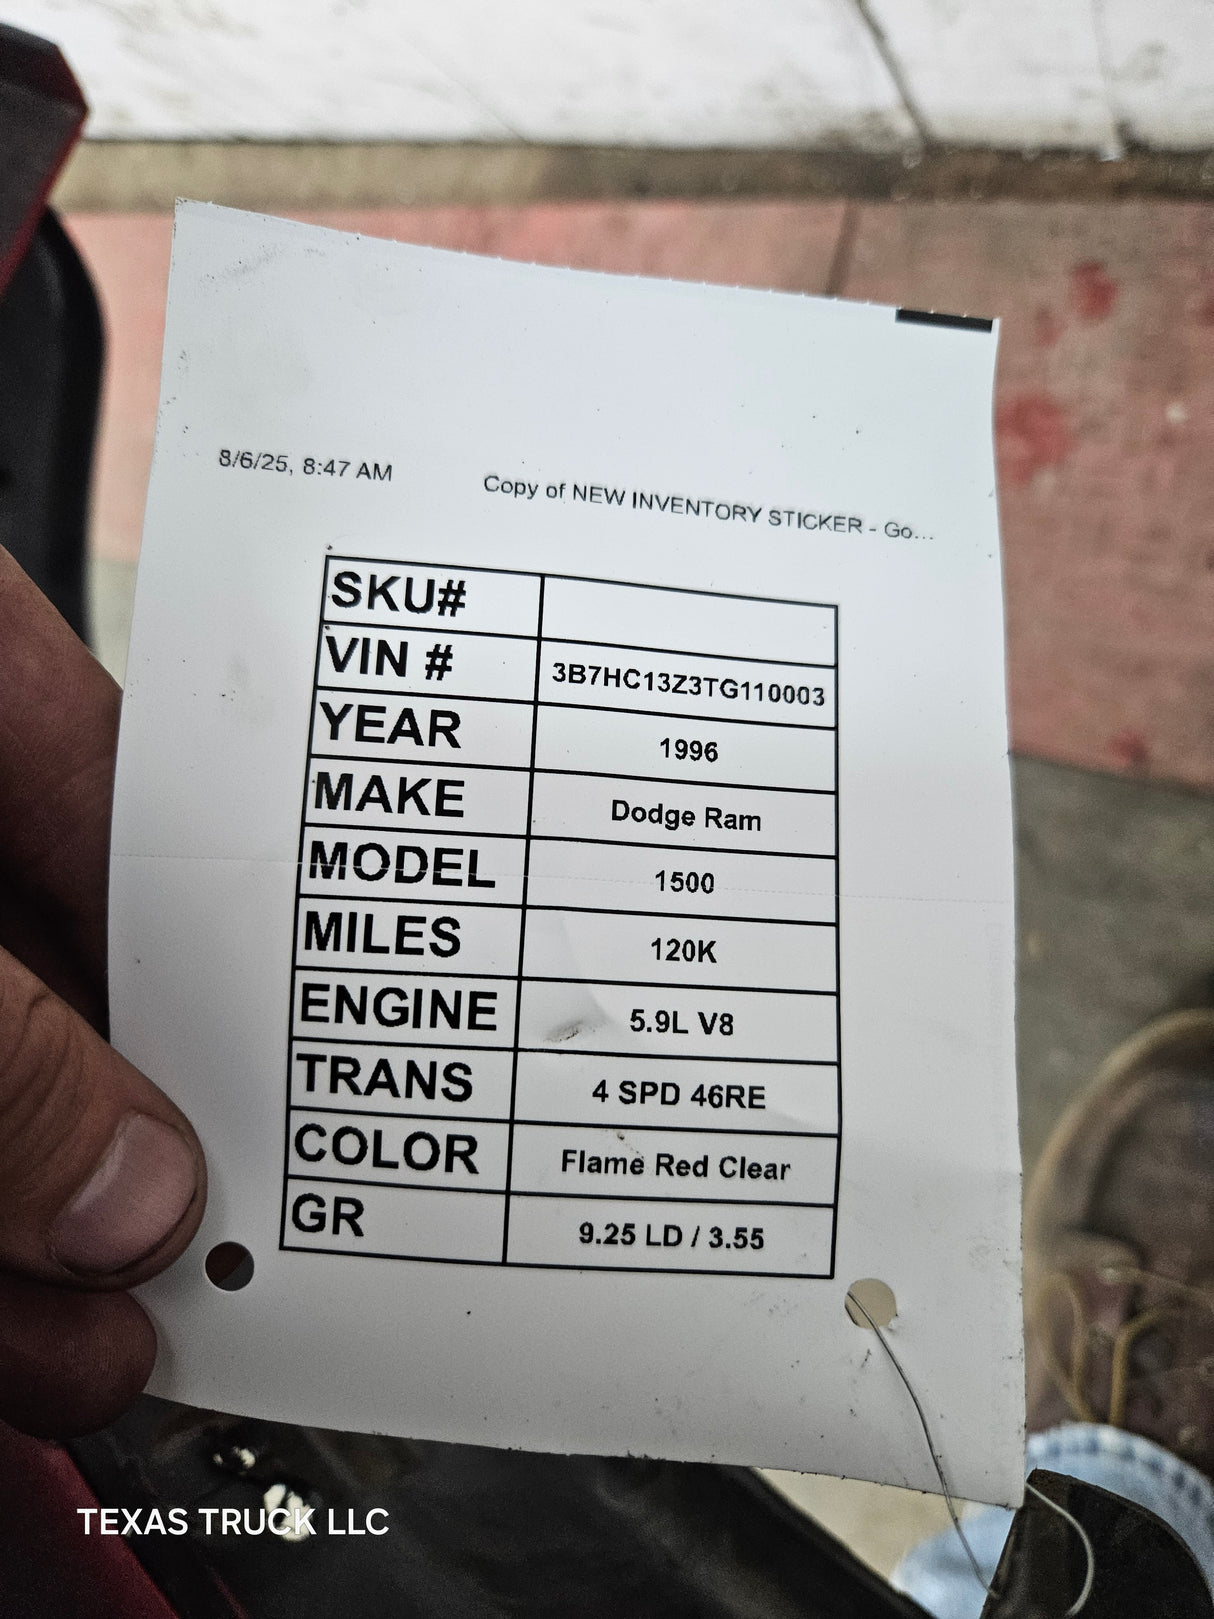 8/6/25, 8:47 AM
Copy of NEW INVENTORY STICKER - Go...
SKU#
VIN # 3B7HC13Z3TG110003
YEAR 1996
MAKE Dodge Ram
MODEL 1500
MILES 120K
ENGINE 5.9L V8
TRANS 4 SPD 46RE
COLOR Flame Red Clear
GR 9.25 LD / 3.55
TEXAS TRUCK LLC